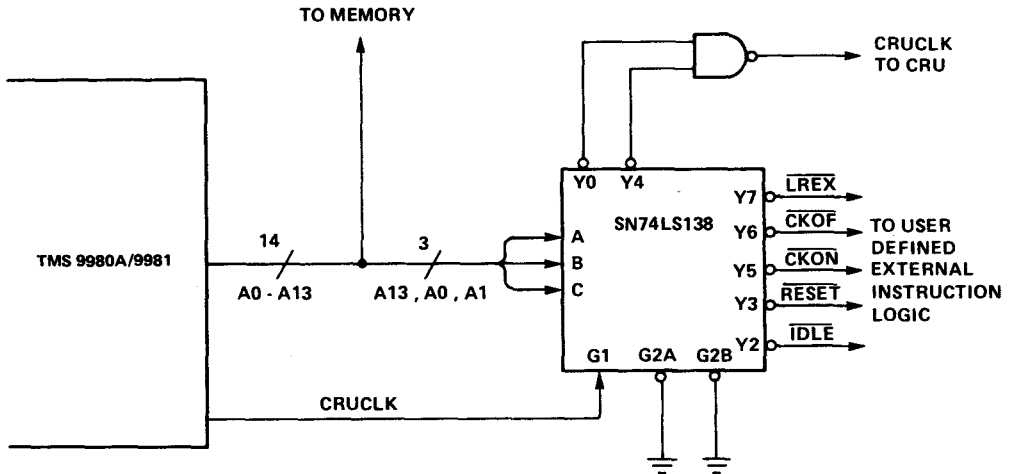 TO MEMORY
CRUCLK
TO CRU
Y0 Y4
Y7 LREX
SN74LS138
Y6 CKOF
TO USER
DEFINED
EXTERNAL
INSTRUCTION
LOGIC
Y5 CKON
Y3 RESET
Y2 IDLE
TMS 9980A/9981
14
A0 - A13
3
A13 , A0 , A1
A
B
C
G1 G2A G2B
CRUCLK